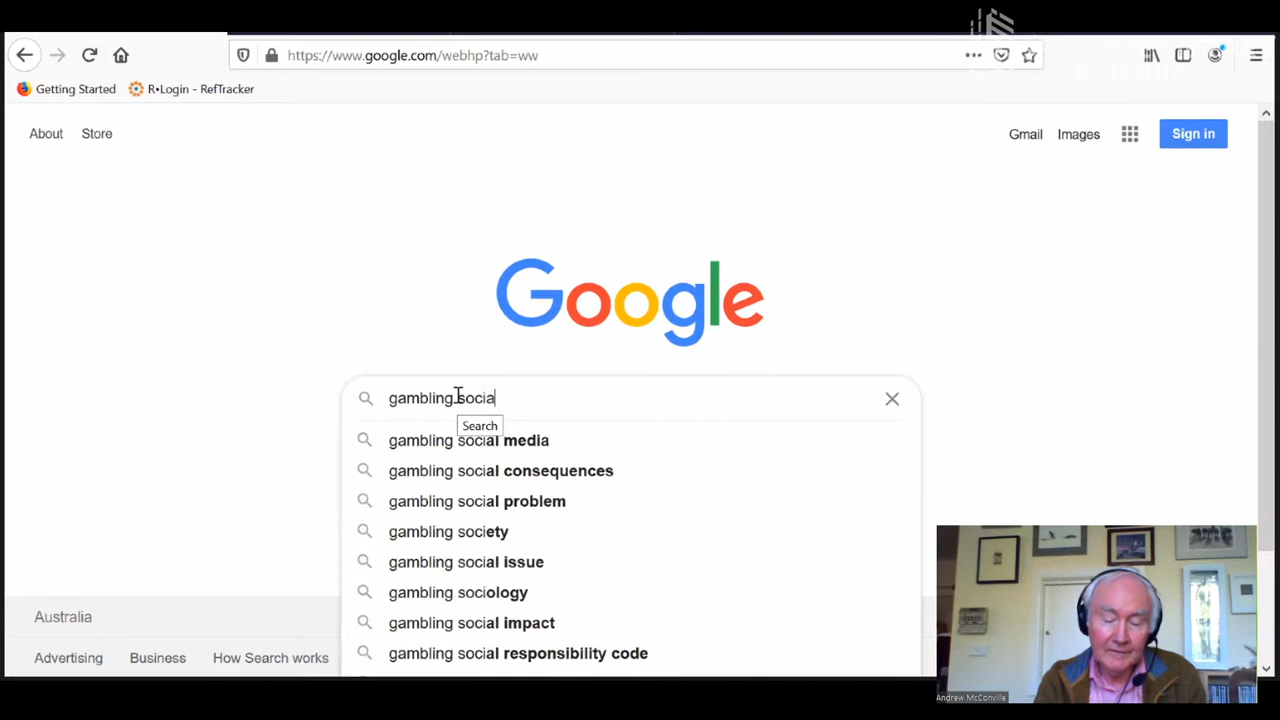 https://www.google.com/webhp?tab=ww
Getting Started R•Login - RefTracker
About Store Gmail Images Sign in
Google
gambling socia
Search
gambling social media
gambling social consequences
gambling social problem
gambling society
gambling social issue
gambling sociology
gambling social impact
gambling social responsibility code
Australia
Advertising Business How Search works
Andrew McConville